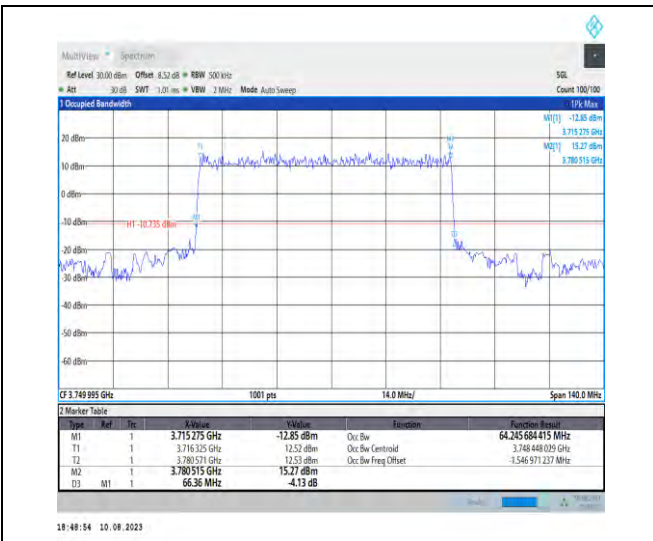 MultiView Spectrum
Ref Level 30.00 dBm Offset 8.52 dB RBW 500 kHz SGL
Att 30 dB SWT 1.01 ms VBW 2 MHz Mode Auto Sweep Count 100/100
1 Occupied Bandwidth 1Pk Max
M1[1] -12.85 dBm
3.715 275 GHz
M2[1] 15.27 dBm
3.780 515 GHz
20 dBm
10 dBm
0 dBm
-10 dBm
H1 -10.735 dBm
-20 dBm
-30 dBm
-40 dBm
-50 dBm
-60 dBm
CF 3.749 995 GHz 1001 pts 14.0 MHz/ Span 140.0 MHz
2 Marker Table
Type Ref Trc X-Value Y-Value Function Function Result
M1 1 3.715 275 GHz -12.85 dBm Occ Bw 64.245 684 415 MHz
T1 1 3.716 325 GHz 12.52 dBm Occ Bw Centroid 3.748 448 029 GHz
T2 1 3.780 571 GHz 12.53 dBm Occ Bw Freq Offset -1.546 971 237 MHz
M2 1 3.780 515 GHz 15.27 dBm
D3 M1 1 66.36 MHz -4.13 dB
18:48:54 10.08.2023